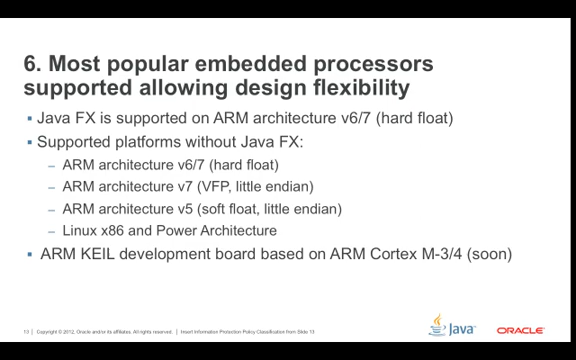 6. Most popular embedded processors
supported allowing design flexibility
▪ Java FX is supported on ARM architecture v6/7 (hard float)
▪ Supported platforms without Java FX:
– ARM architecture v6/7 (hard float)
– ARM architecture v7 (VFP, little endian)
– ARM architecture v5 (soft float, little endian)
– Linux x86 and Power Architecture
▪ ARM KEIL development board based on ARM Cortex M-3/4 (soon)
13 | Copyright © 2012, Oracle and/or its affiliates. All rights reserved. | Insert Information Protection Policy Classification from Slide 13
Java
ORACLE